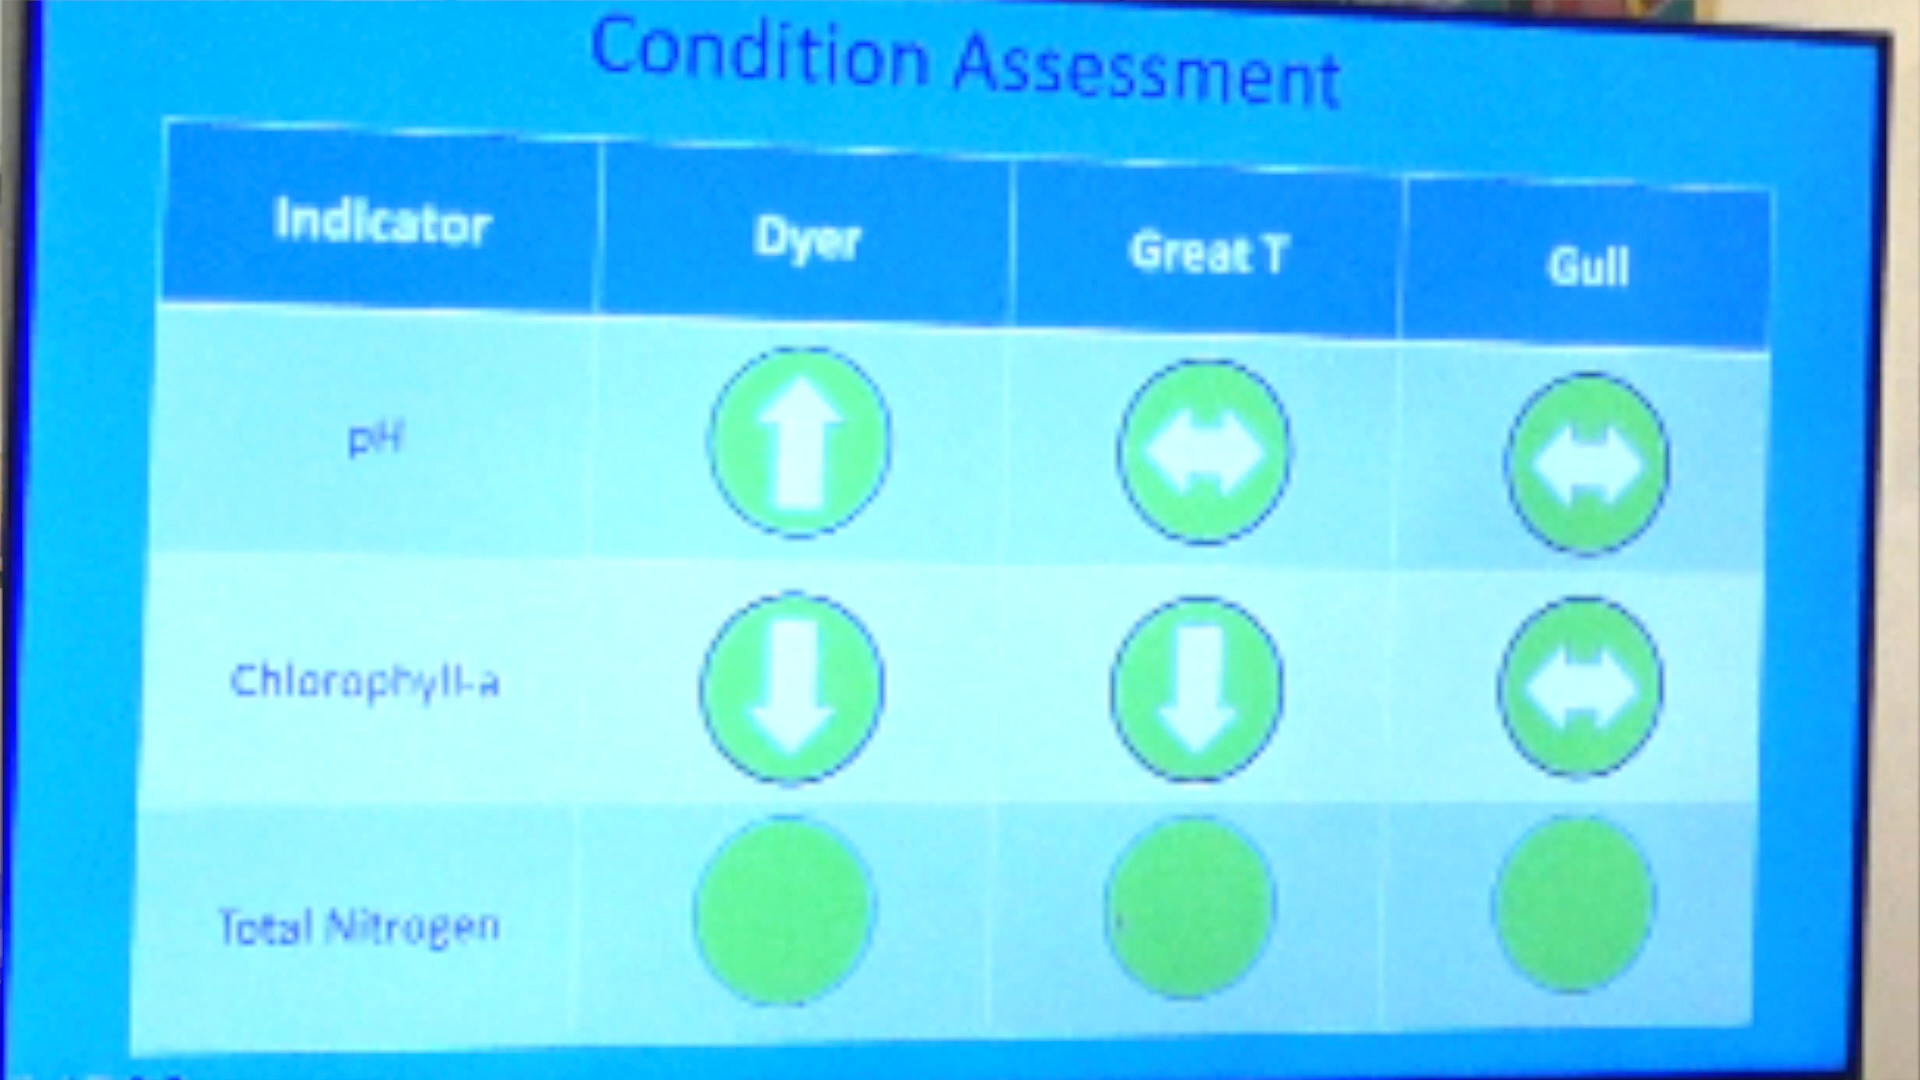 Condition Assessment
Indicator Dyer Great T Gull
pH
Chlorophyll-a
Total Nitrogen